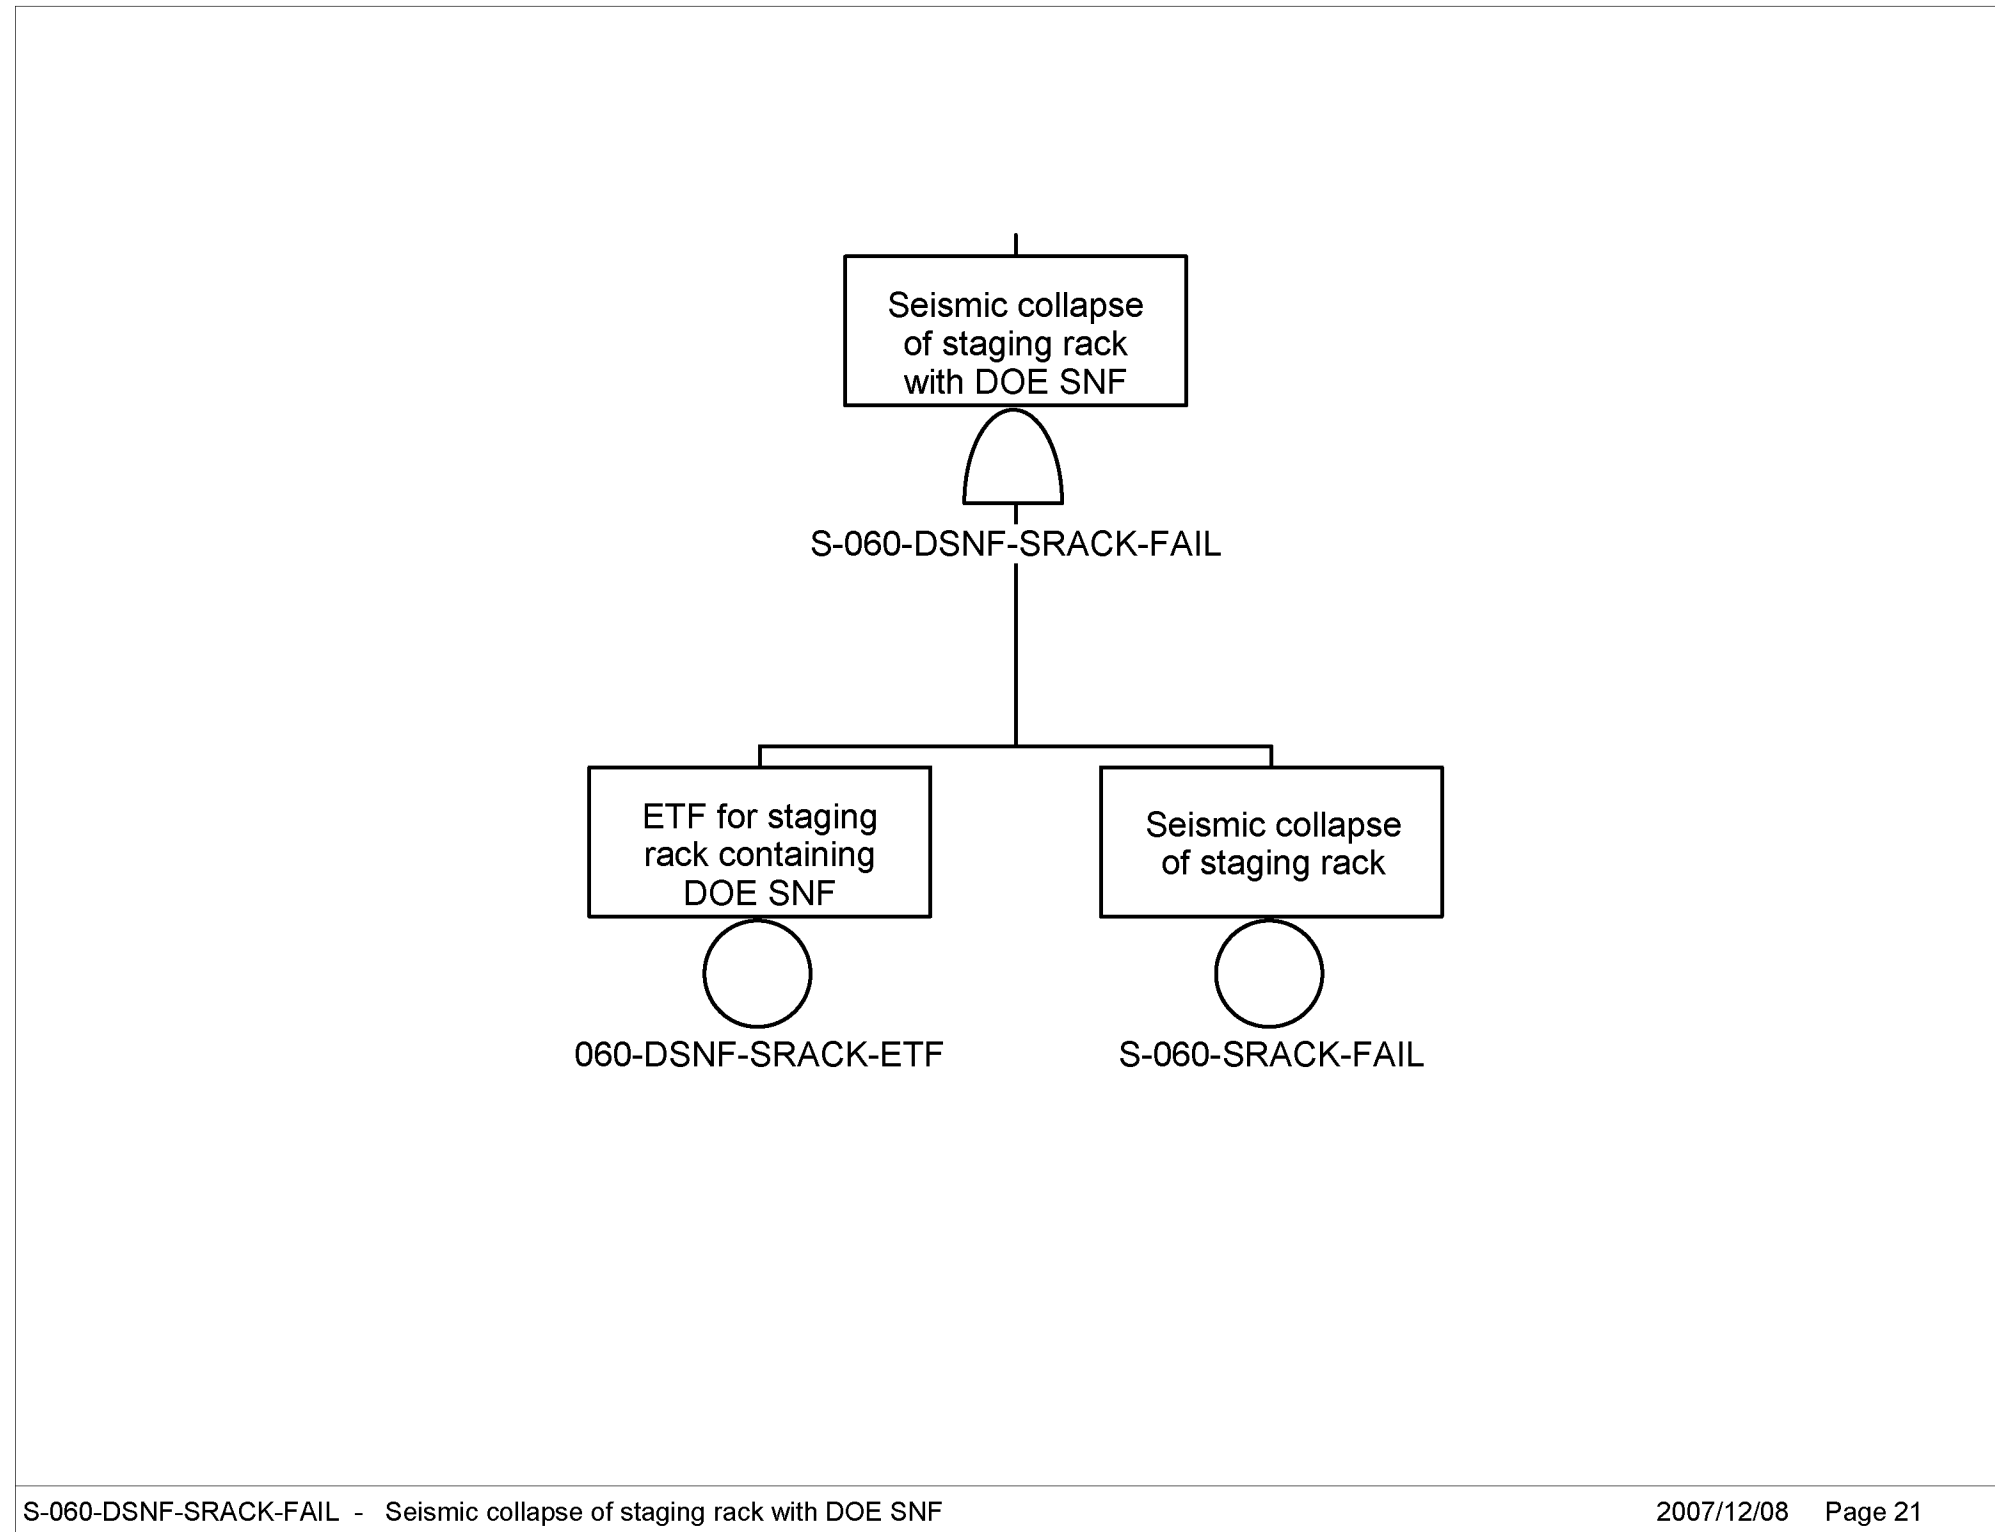 Seismic collapse
of staging rack
with DOE SNF
S-060-DSNF-SRACK-FAIL
ETF for staging
rack containing
DOE SNF
060-DSNF-SRACK-ETF
Seismic collapse
of staging rack
S-060-SRACK-FAIL
S-060-DSNF-SRACK-FAIL - Seismic collapse of staging rack with DOE SNF
2007/12/08 Page 21